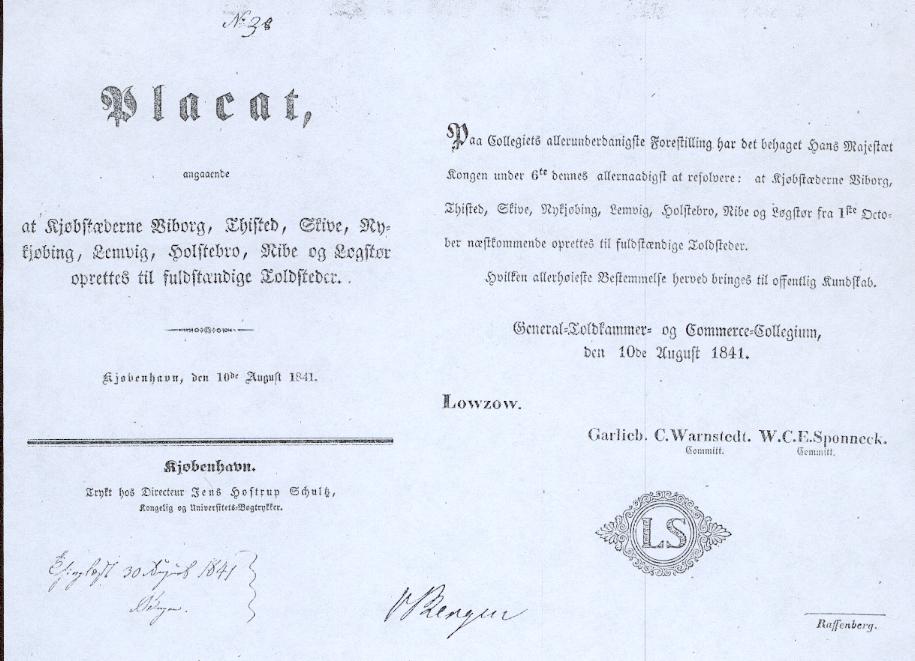 No 38
Placat,
angaaende
at Kjøbstæderne Viborg, Thisted, Skive, Ny-
kjøbing, Lemvig, Holstebro, Nibe og Løgstør
oprettes til fuldstændige Toldsteder.
Kjøbenhavn, den 10de August 1841.
Kjøbenhavn.
Trykt hos Directeur Jens Hostrup Schultz,
Kongelig og Universitets-Bogtrykker.
30 August 1841
Paa Collegiets allerunderdanigste Forestilling har det behaget Hans Majestæt
Kongen under 6te dennes allernaadigst at resolvere: at Kjøbstæderne Viborg,
Thisted, Skive, Nykjøbing, Lemvig, Holstebro, Nibe og Løgstør fra 1ste Octo-
ber næstkommende oprettes til fuldstændige Toldsteder.
Hvilken allerhøieste Bestemmelse herved bringes til offentlig Kundskab.
General-Toldkammer- og Commerce-Collegium,
den 10de August 1841.
Lowzow.
Garlieb. C.Warnstedt. W.C.E.Sponneck.
Committ. Committ.
LS
Raffenberg.